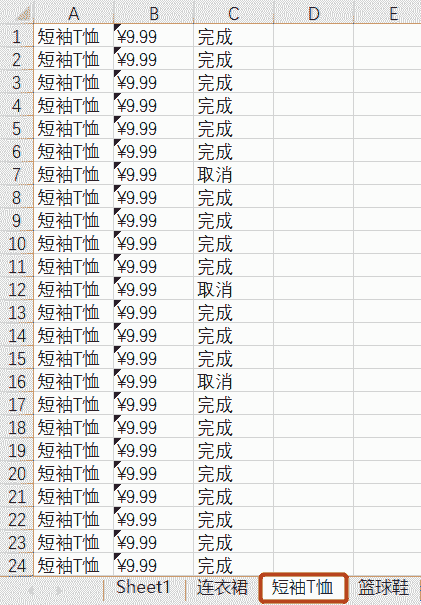 A B C D E
1 短袖T恤 ¥9.99 完成
2 短袖T恤 ¥9.99 完成
3 短袖T恤 ¥9.99 完成
4 短袖T恤 ¥9.99 完成
5 短袖T恤 ¥9.99 完成
6 短袖T恤 ¥9.99 完成
7 短袖T恤 ¥9.99 取消
8 短袖T恤 ¥9.99 完成
9 短袖T恤 ¥9.99 完成
10 短袖T恤 ¥9.99 完成
11 短袖T恤 ¥9.99 完成
12 短袖T恤 ¥9.99 取消
13 短袖T恤 ¥9.99 完成
14 短袖T恤 ¥9.99 完成
15 短袖T恤 ¥9.99 完成
16 短袖T恤 ¥9.99 取消
17 短袖T恤 ¥9.99 完成
18 短袖T恤 ¥9.99 完成
19 短袖T恤 ¥9.99 完成
20 短袖T恤 ¥9.99 完成
21 短袖T恤 ¥9.99 完成
22 短袖T恤 ¥9.99 完成
23 短袖T恤 ¥9.99 完成
24 短袖T恤 ¥9.99 完成
Sheet1 连衣裙 短袖T恤 篮球鞋